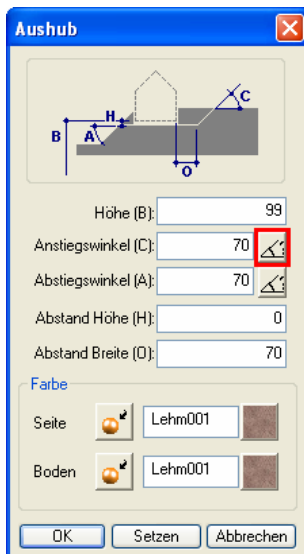 Aushub
H
C
B
A
O
Höhe (B): 99
Anstiegswinkel (C): 70
Abstiegswinkel (A): 70
Abstand Höhe (H): 0
Abstand Breite (O): 70
Farbe
Seite Lehm001
Boden Lehm001
OK Setzen Abbrechen